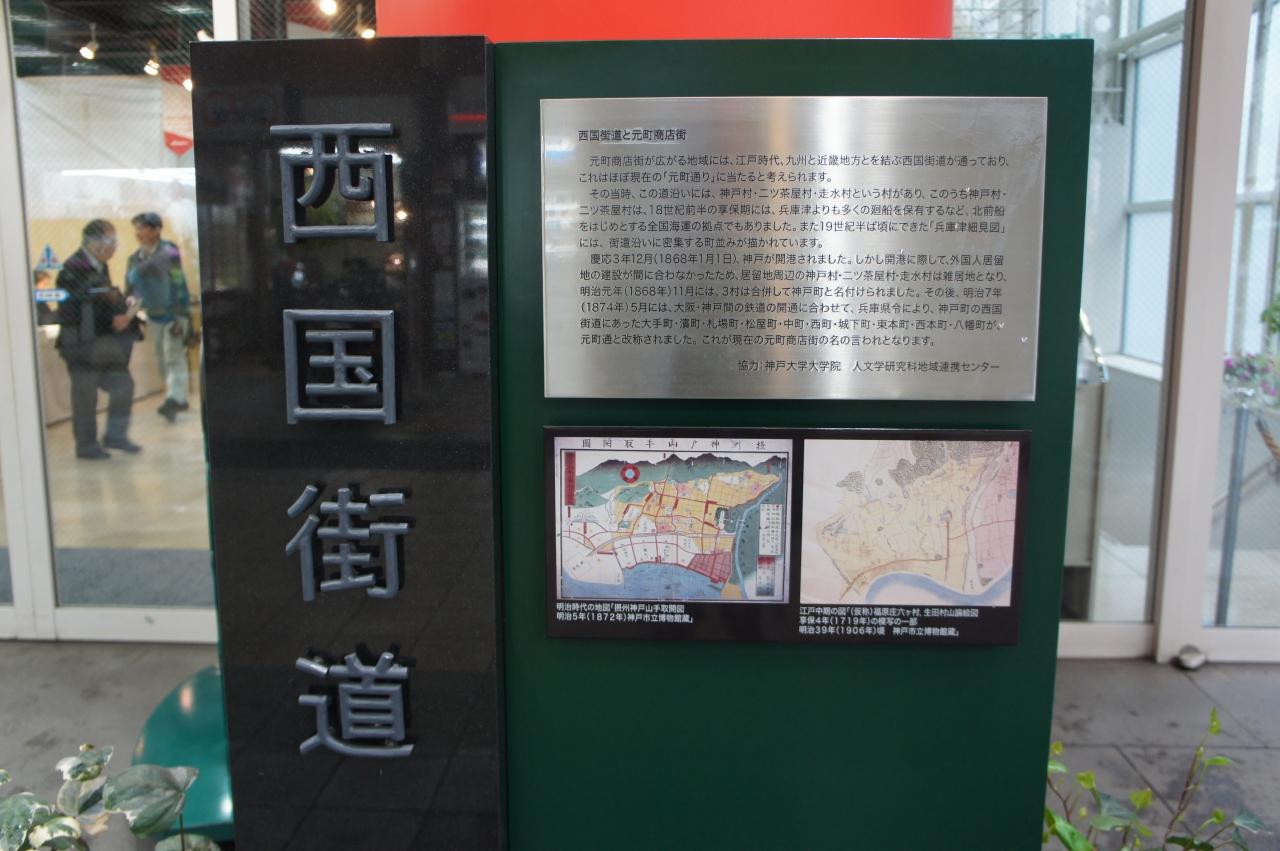 西国街道
西国街道と元町商店街
元町商店街が広がる地域には、江戸時代、九州と近畿地方とを結ぶ西国街道が通っており、
これはほぼ現在の「元町通り」に当たると考えられます。
その当時、この道沿いには、神戸村・二ツ茶屋村・走水村という村があり、このうち神戸村・
二ツ茶屋村は、18世紀前半の享保期には、兵庫津よりも多くの廻船を保有するなど、北前船
をはじめとする全国海運の拠点でもありました。また19世紀半ば頃にできた「兵庫津細見図」
には、街道沿いに密集する町並みが描かれています。
慶応3年12月(1868年1月1日)、神戸が開港されました。しかし開港に際して、外国人居留
地の建設が間に合わなかったため、居留地周辺の神戸村・二ツ茶屋村・走水村は雑居地となり、
明治元年(1868年)11月には、3村は合併して神戸町と名付けられました。その後、明治7年
(1874年)5月には、大阪・神戸間の鉄道の開通に合わせて、兵庫県令により、神戸町の西国
街道にあった大手町・濱町・札場町・松屋町・中町・西町・城下町・東本町・西本町・八幡町が、
元町通と改称されました。これが現在の元町商店街の名の言われとなります。
協力:神戸大学大学院　人文学研究科地域連携センター
圖開取手山戸神州摂
明治時代の地図「摂州神戸山手取開図
明治5年(1872年)神戸市立博物館蔵」
江戸中期の図「(仮称)福原庄六ヶ村、生田村山論絵図
享保4年(1719年)の模写の一部
明治39年(1906年)頃　神戸市立博物館蔵」